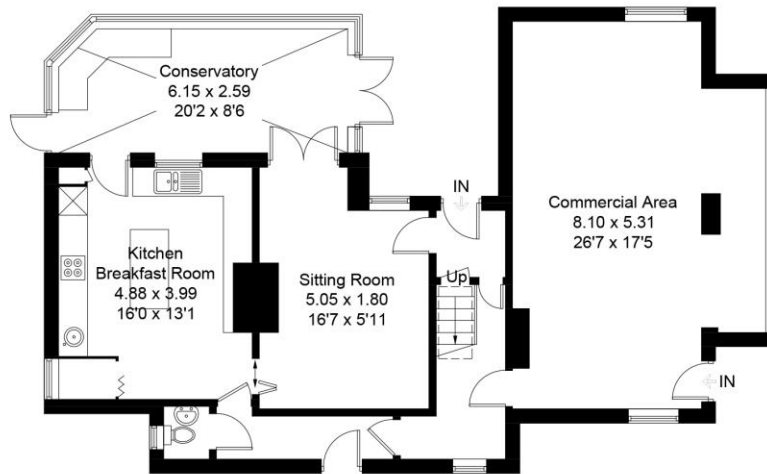 Conservatory
6.15 x 2.59
20'2 x 8'6
IN
Commercial Area
8.10 x 5.31
26'7 x 17'5
Kitchen
Breakfast Room
4.88 x 3.99
16'0 x 13'1
Sitting Room
5.05 x 1.80
16'7 x 5'11
Up
IN